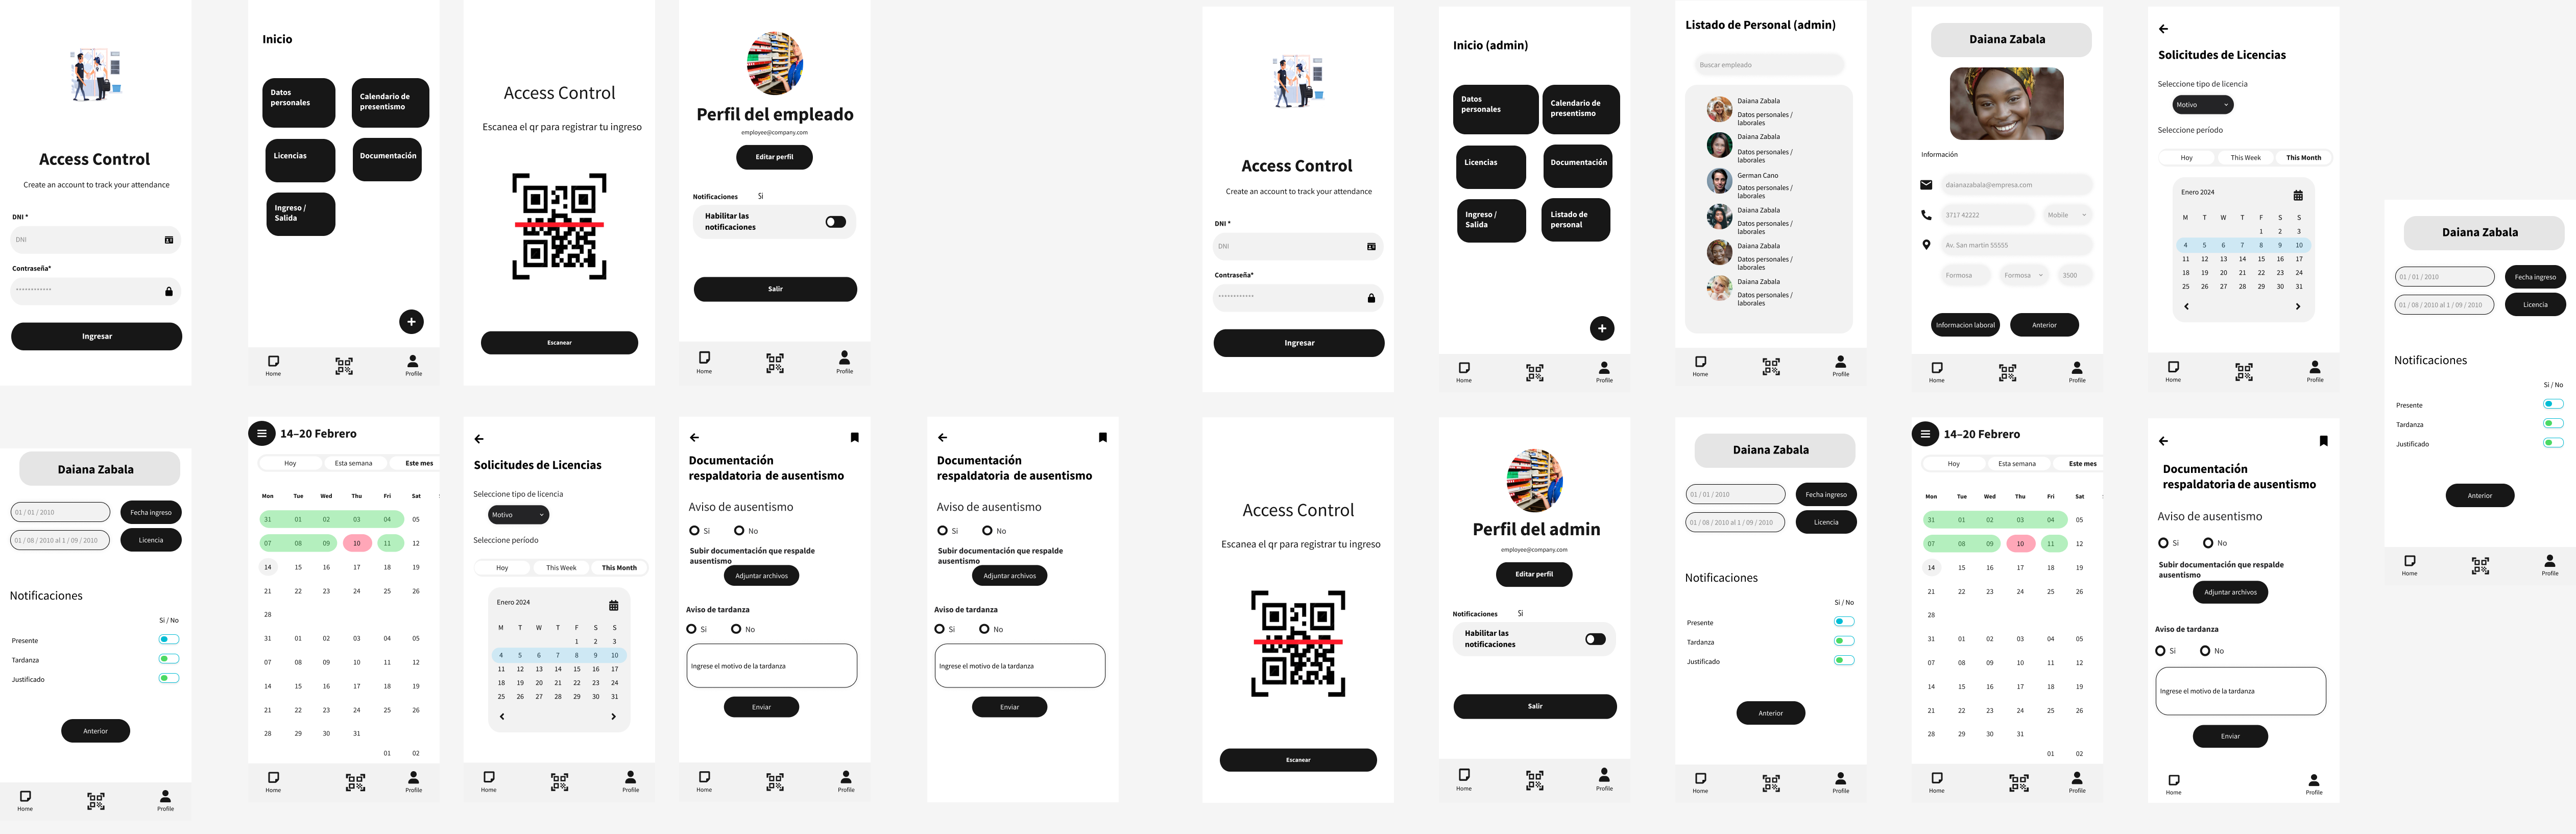 Access Control
Create an account to track your attendance
DNI *
DNI
Contraseña*
************
Ingresar
Inicio
Datos
personales
Calendario de
presentismo
Licencias
Documentación
Ingreso /
Salida
+
Home
Profile
Access Control
Escanea el qr para registrar tu ingreso
Escanear
Perfil del empleado
employee@company.com
Editar perfil
Notificaciones Si
Habilitar las
notificaciones
Salir
Home
Profile
Access Control
Create an account to track your attendance
DNI *
DNI
Contraseña*
************
Ingresar
Inicio (admin)
Datos
personales
Calendario de
presentismo
Licencias
Documentación
Ingreso /
Salida
Listado de
personal
+
Home
Profile
Listado de Personal (admin)
Buscar empleado
Daiana Zabala
Datos personales /
laborales
Daiana Zabala
Datos personales /
laborales
German Cano
Datos personales /
laborales
Daiana Zabala
Datos personales /
laborales
Daiana Zabala
Datos personales /
laborales
Daiana Zabala
Datos personales /
laborales
Home
Profile
Daiana Zabala
Información
daianazabala@empresa.com
3717 42222 Mobile
Av. San martin 55555
Formosa Formosa 3500
Informacion laboral Anterior
Home
Profile
Solicitudes de Licencias
Seleccione tipo de licencia
Motivo
Seleccione período
Hoy This Week This Month
Enero 2024
M T W T F S S
1 2 3
4 5 6 7 8 9 10
11 12 13 14 15 16 17
18 19 20 21 22 23 24
25 26 27 28 29 30 31
Home
Profile
Daiana Zabala
01 / 01 / 2010 Fecha ingreso
01 / 08 / 2010 al 1 / 09 / 2010 Licencia
Notificaciones
Si / No
Presente
Tardanza
Justificado
Anterior
Home
Profile
Daiana Zabala
01 / 01 / 2010 Fecha ingreso
01 / 08 / 2010 al 1 / 09 / 2010 Licencia
Notificaciones
Si / No
Presente
Tardanza
Justificado
Anterior
Home
Profile
14–20 Febrero
Hoy Esta semana Este mes
Mon Tue Wed Thu Fri Sat
31 01 02 03 04 05
07 08 09 10 11 12
14 15 16 17 18 19
21 22 23 24 25 26
28
31 01 02 03 04 05
07 08 09 10 11 12
14 15 16 17 18 19
21 22 23 24 25 26
28 29 30 31
01 02
Home
Profile
Solicitudes de Licencias
Seleccione tipo de licencia
Motivo
Seleccione período
Hoy This Week This Month
Enero 2024
M T W T F S S
1 2 3
4 5 6 7 8 9 10
11 12 13 14 15 16 17
18 19 20 21 22 23 24
25 26 27 28 29 30 31
Home
Profile
Documentación
respaldatoria de ausentismo
Aviso de ausentismo
Si No
Subir documentación que respalde
ausentismo
Adjuntar archivos
Aviso de tardanza
Si No
Ingrese el motivo de la tardanza
Enviar
Home
Profile
Documentación
respaldatoria de ausentismo
Aviso de ausentismo
Si No
Subir documentación que respalde
ausentismo
Adjuntar archivos
Aviso de tardanza
Si No
Ingrese el motivo de la tardanza
Enviar
Access Control
Escanea el qr para registrar tu ingreso
Escanear
Perfil del admin
employee@company.com
Editar perfil
Notificaciones Si
Habilitar las
notificaciones
Salir
Home
Profile
Daiana Zabala
01 / 01 / 2010 Fecha ingreso
01 / 08 / 2010 al 1 / 09 / 2010 Licencia
Notificaciones
Si / No
Presente
Tardanza
Justificado
Anterior
Home
Profile
14–20 Febrero
Hoy Esta semana Este mes
Mon Tue Wed Thu Fri Sat
31 01 02 03 04 05
07 08 09 10 11 12
14 15 16 17 18 19
21 22 23 24 25 26
28
31 01 02 03 04 05
07 08 09 10 11 12
14 15 16 17 18 19
21 22 23 24 25 26
28 29 30 31
01 02
Home
Profile
Documentación
respaldatoria de ausentismo
Aviso de ausentismo
Si No
Subir documentación que respalde
ausentismo
Adjuntar archivos
Aviso de tardanza
Si No
Ingrese el motivo de la tardanza
Enviar
Home
Profile